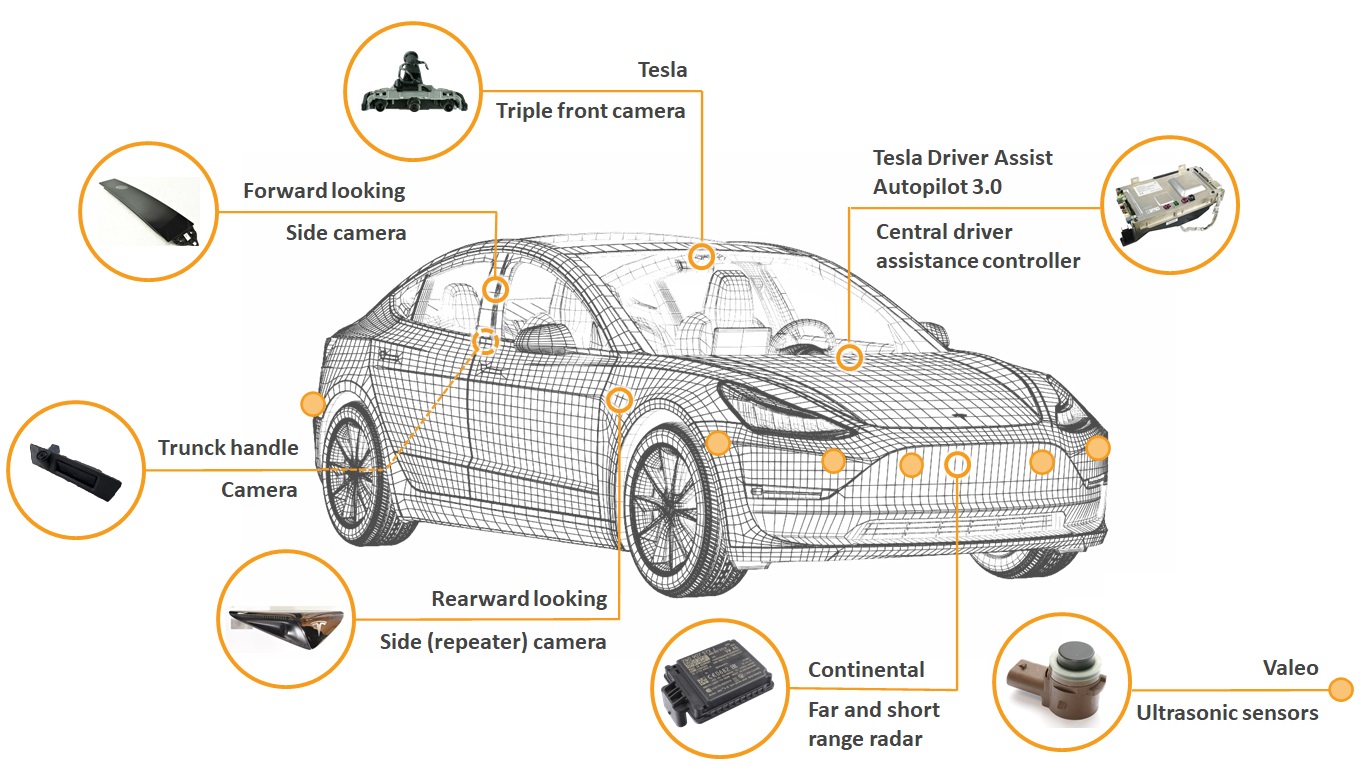 Tesla
Triple front camera
Tesla Driver Assist
Autopilot 3.0
Central driver
assistance controller
Forward looking
Side camera
Trunck handle
Camera
Rearward looking
Side (repeater) camera
Continental
Far and short
range radar
Valeo
Ultrasonic sensors